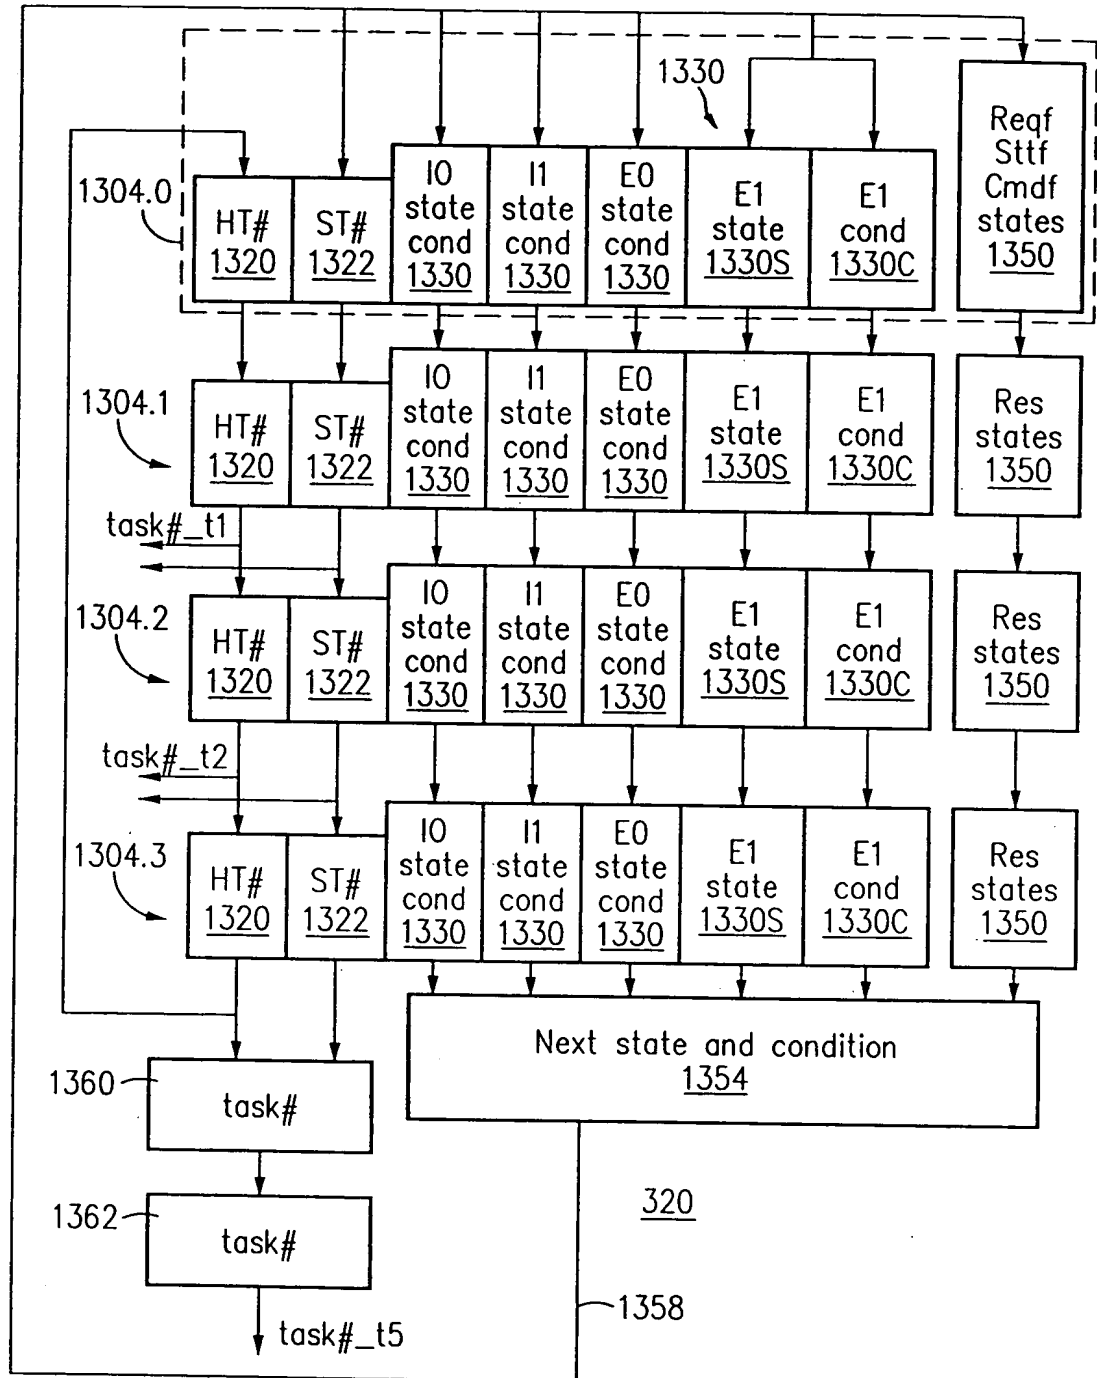 1330
1304.0
HT#
1320
ST#
1322
I0
state
cond
1330
I1
state
cond
1330
E0
state
cond
1330
E1
state
1330S
E1
cond
1330C
Reqf
Sttf
Cmdf
states
1350
1304.1
HT#
1320
ST#
1322
I0
state
cond
1330
I1
state
cond
1330
E0
state
cond
1330
E1
state
1330S
E1
cond
1330C
Res
states
1350
task#_t1
1304.2
HT#
1320
ST#
1322
I0
state
cond
1330
I1
state
cond
1330
E0
state
cond
1330
E1
state
1330S
E1
cond
1330C
Res
states
1350
task#_t2
1304.3
HT#
1320
ST#
1322
I0
state
cond
1330
I1
state
cond
1330
E0
state
cond
1330
E1
state
1330S
E1
cond
1330C
Res
states
1350
Next state and condition
1354
1360
task#
1362
task#
320
1358
task#_t5